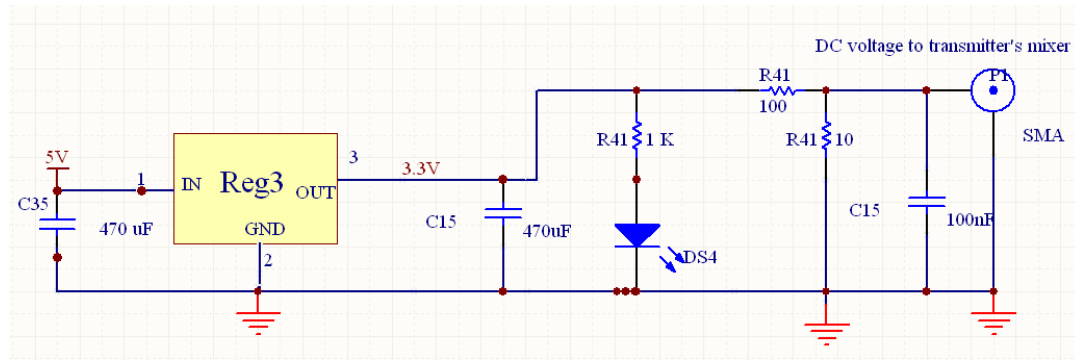 DC voltage to transmitter's mixer
R41
100
P1
R41 1 K
R41 10
SMA
5V
1
IN
Reg3
OUT
3
3.3V
C35
470 uF
GND
2
C15
470uF
C15
100nF
DS4